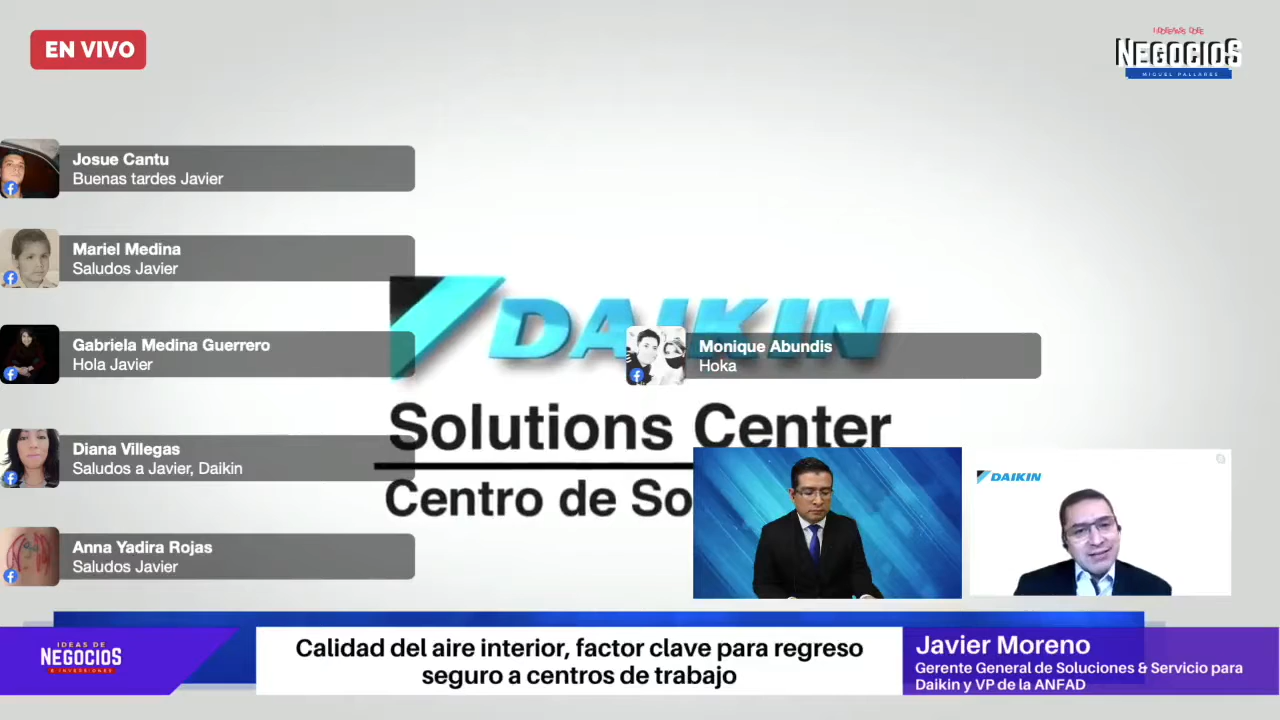 EN VIVO
IDEAS DE
NEGOCIOS
MIGUEL PALLARES
Josue Cantu
Buenas tardes Javier
Mariel Medina
Saludos Javier
DAIKIN
Gabriela Medina Guerrero
Hola Javier
Monique Abundis
Hoka
Solutions Center
Diana Villegas
Saludos a Javier, Daikin
Centro de So
DAIKIN
Anna Yadira Rojas
Saludos Javier
IDEAS DE
NEGOCIOS
E INVERSIONES
Calidad del aire interior, factor clave para regreso
seguro a centros de trabajo
Javier Moreno
Gerente General de Soluciones & Servicio para
Daikin y VP de la ANFAD